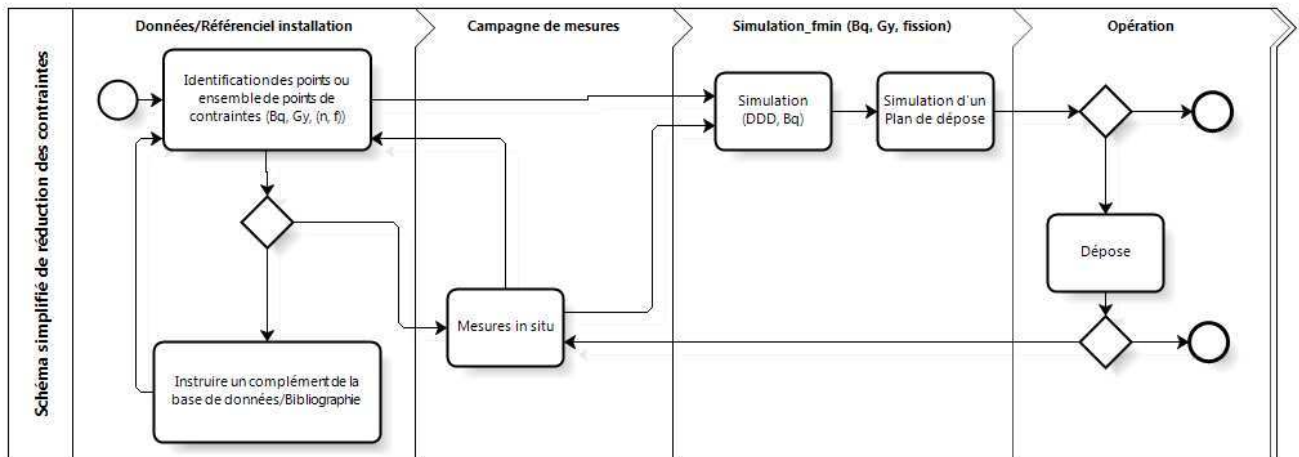 Schéma simplifié de réduction des contraintes
Données/Référenciel installation
Campagne de mesures
Simulation_fmin (Bq, Gy, fission)
Opération
Identification des points ou
ensemble de points de
contraintes (Bq, Gy, (n, f))
Simulation
(DDD, Bq)
Simulation d'un
Plan de dépose
Dépose
Mesures in situ
Instruire un complément de la
base de données/Bibliographie